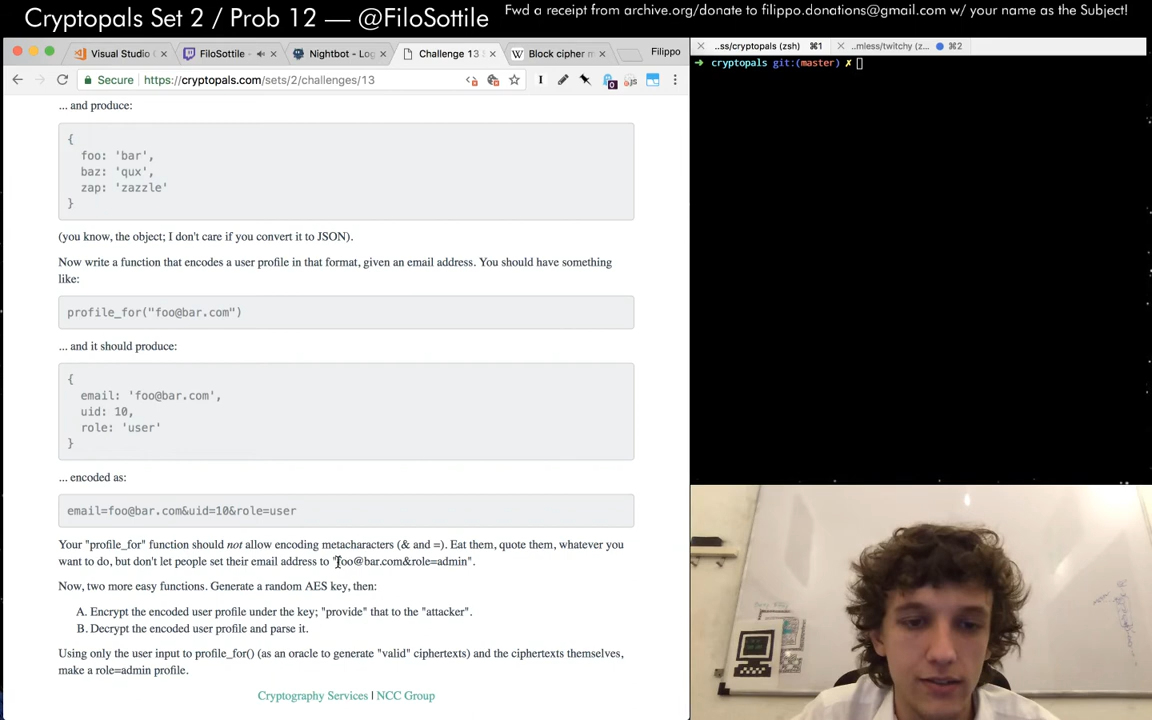 Cryptopals Set 2 / Prob 12 — @FiloSottile
Fwd a receipt from archive.org/donate to filippo.donations@gmail.com w/ your name as the Subject!
Visual Studio
FiloSottile -
Nightbot - Log
Challenge 13
Block cipher m
Filippo
Secure
https://cryptopals.com/sets/2/challenges/13
..ss/cryptopals (zsh) ⌘1
..mless/twitchy (z... ⌘2
→ cryptopals git:(master) ✗
... and produce:
{
foo: 'bar',
baz: 'qux',
zap: 'zazzle'
}
(you know, the object; I don't care if you convert it to JSON).
Now write a function that encodes a user profile in that format, given an email address. You should have something
like:
profile_for("foo@bar.com")
... and it should produce:
{
email: 'foo@bar.com',
uid: 10,
role: 'user'
}
... encoded as:
email=foo@bar.com&uid=10&role=user
Your "profile_for" function should not allow encoding metacharacters (& and =). Eat them, quote them, whatever you
want to do, but don't let people set their email address to "foo@bar.com&role=admin".
Now, two more easy functions. Generate a random AES key, then:
A. Encrypt the encoded user profile under the key; "provide" that to the "attacker".
B. Decrypt the encoded user profile and parse it.
Using only the user input to profile_for() (as an oracle to generate "valid" ciphertexts) and the ciphertexts themselves,
make a role=admin profile.
Cryptography Services | NCC Group